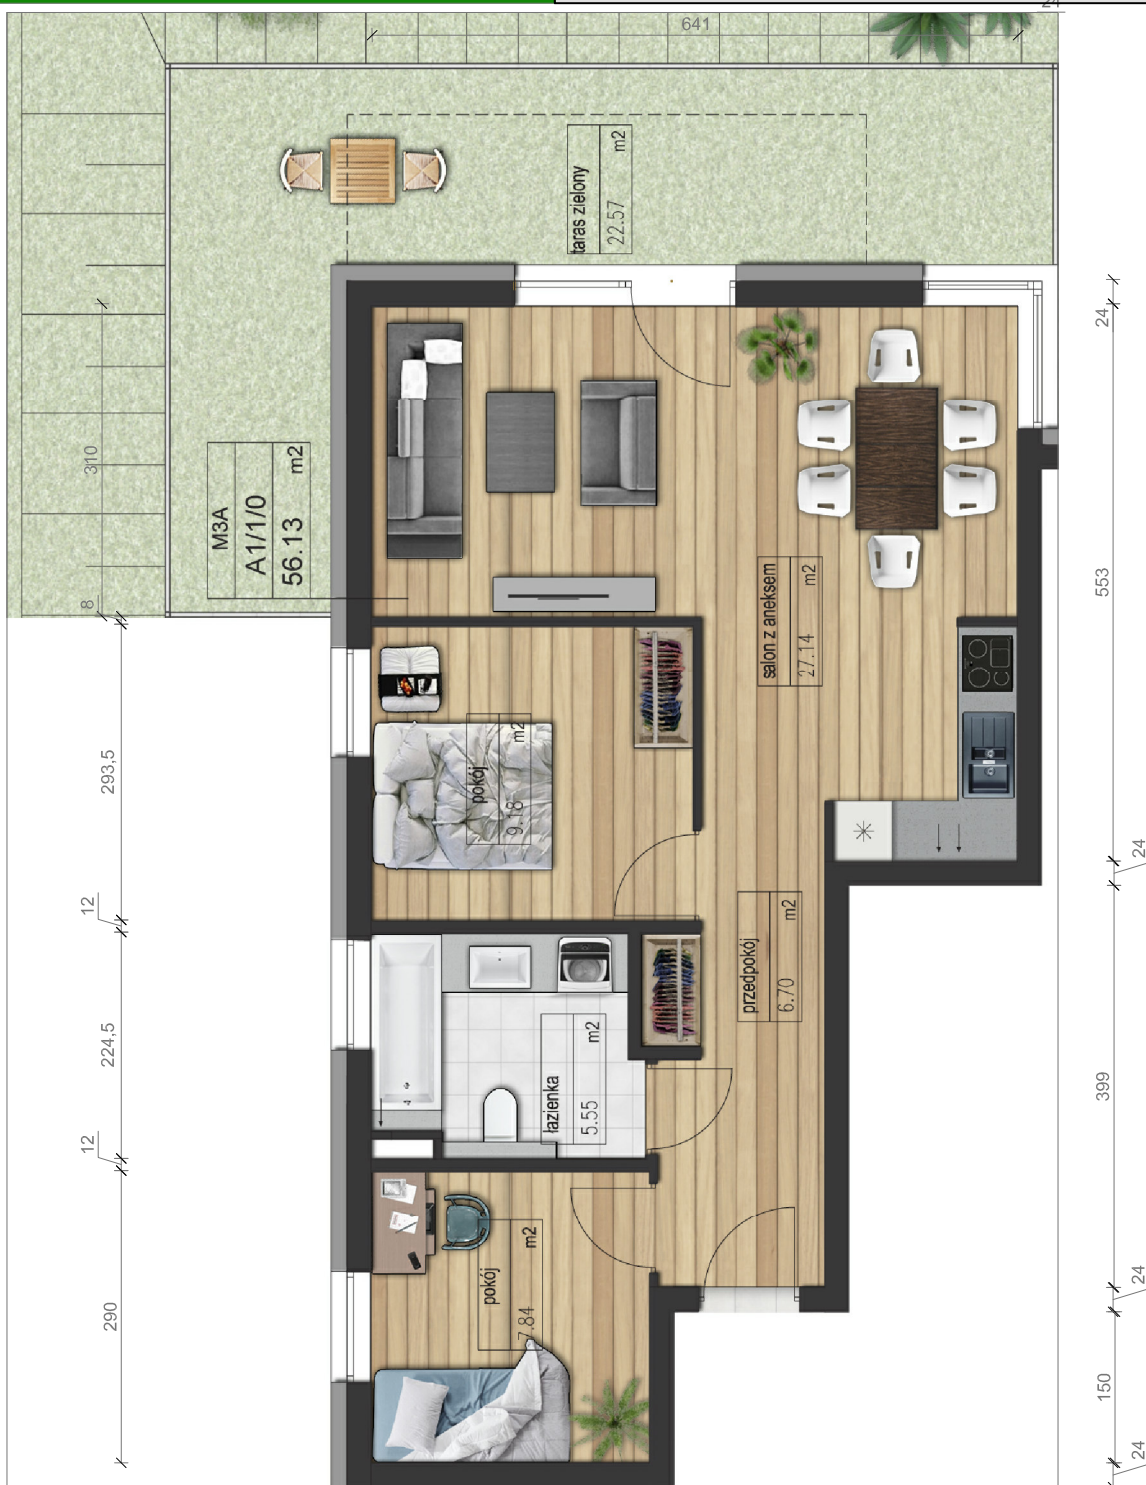 24
641
taras zielony
22.57 m2
24
310
8
M3A
A1/1/0
56.13 m2
553
salon z aneksem
27.14 m2
293,5
pokój
9.18 m2
24
12
przedpokój
6.70 m2
224,5
łazienka
5.55 m2
399
12
290
pokój
7.84 m2
24
150
24